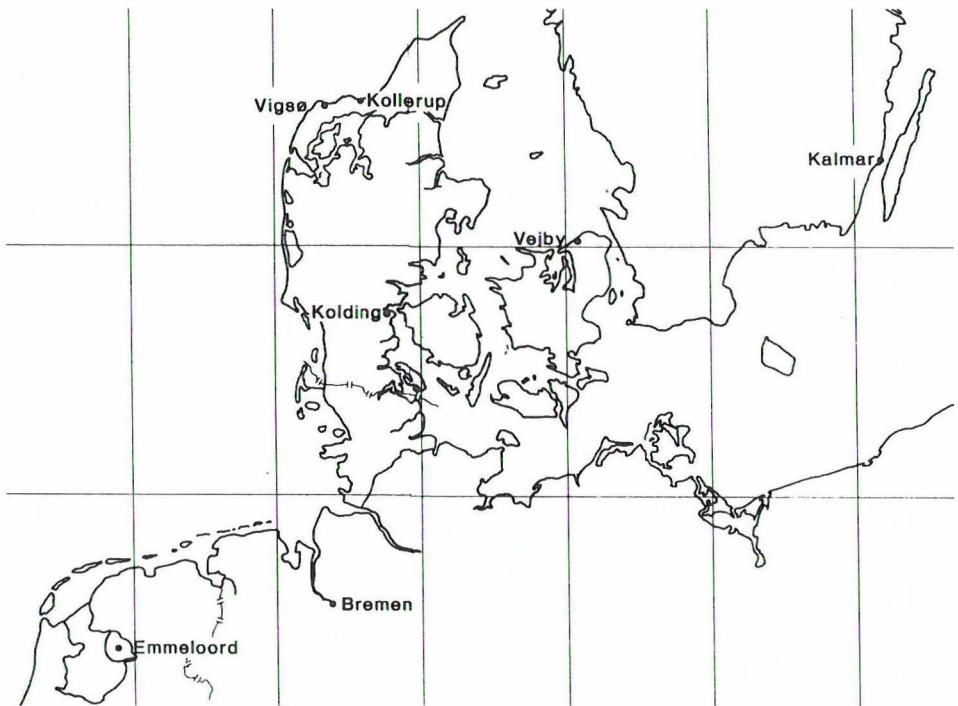 Vigsø
Kollerup
Kalmar
Vejby
Kolding
Bremen
Emmeloord